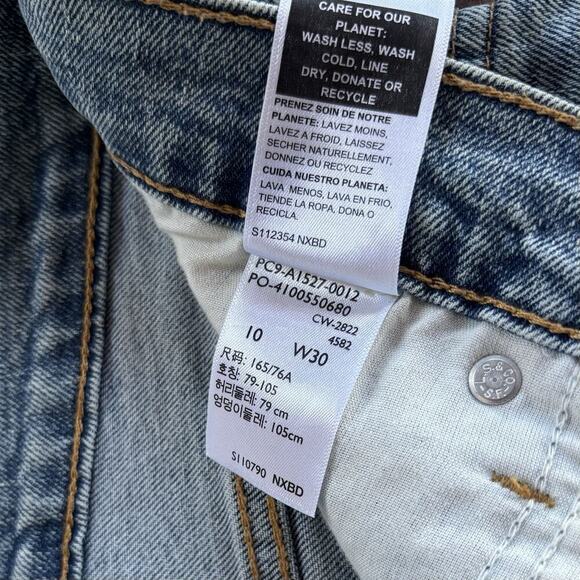 CARE FOR OUR
PLANET:
WASH LESS, WASH
COLD, LINE
DRY, DONATE OR
RECYCLE
PRENEZ SOIN DE NOTRE
PLANETE: LAVEZ MOINS,
LAVEZ A FROID, LAISSEZ
SECHER NATURELLEMENT.
DONNEZ OU RECYCLEZ
CUIDA NUESTRO PLANETA:
LAVA MENOS, LAVA EN FRIO,
TIENDE LA ROPA, DONA O
RECICLA.
S112354 NXBD
PC9-A1527-0012
PO-4100550680
CW-2822
4582
10 W30
尺码: 165/76A
호칭: 79-105
허리둘레: 79 cm
엉덩이둘레: 105cm
S110790 NXBD
L.S.&CO.
S.F.